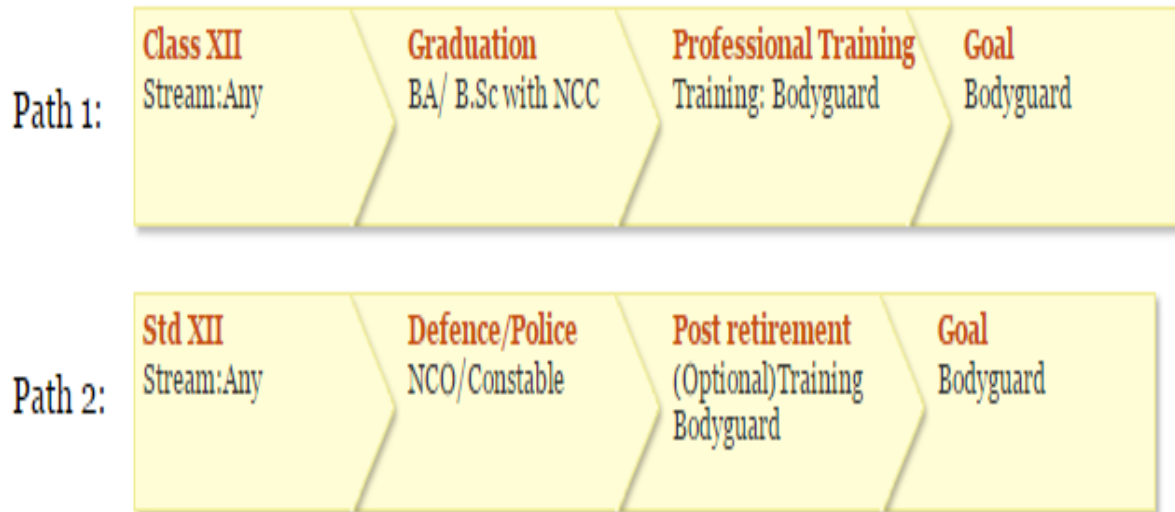 Path 1:
Class XII
Stream:Any
Graduation
BA/ B.Sc with NCC
Professional Training
Training: Bodyguard
Goal
Bodyguard
Path 2:
Std XII
Stream:Any
Defence/Police
NCO/Constable
Post retirement
(Optional)Training
Bodyguard
Goal
Bodyguard